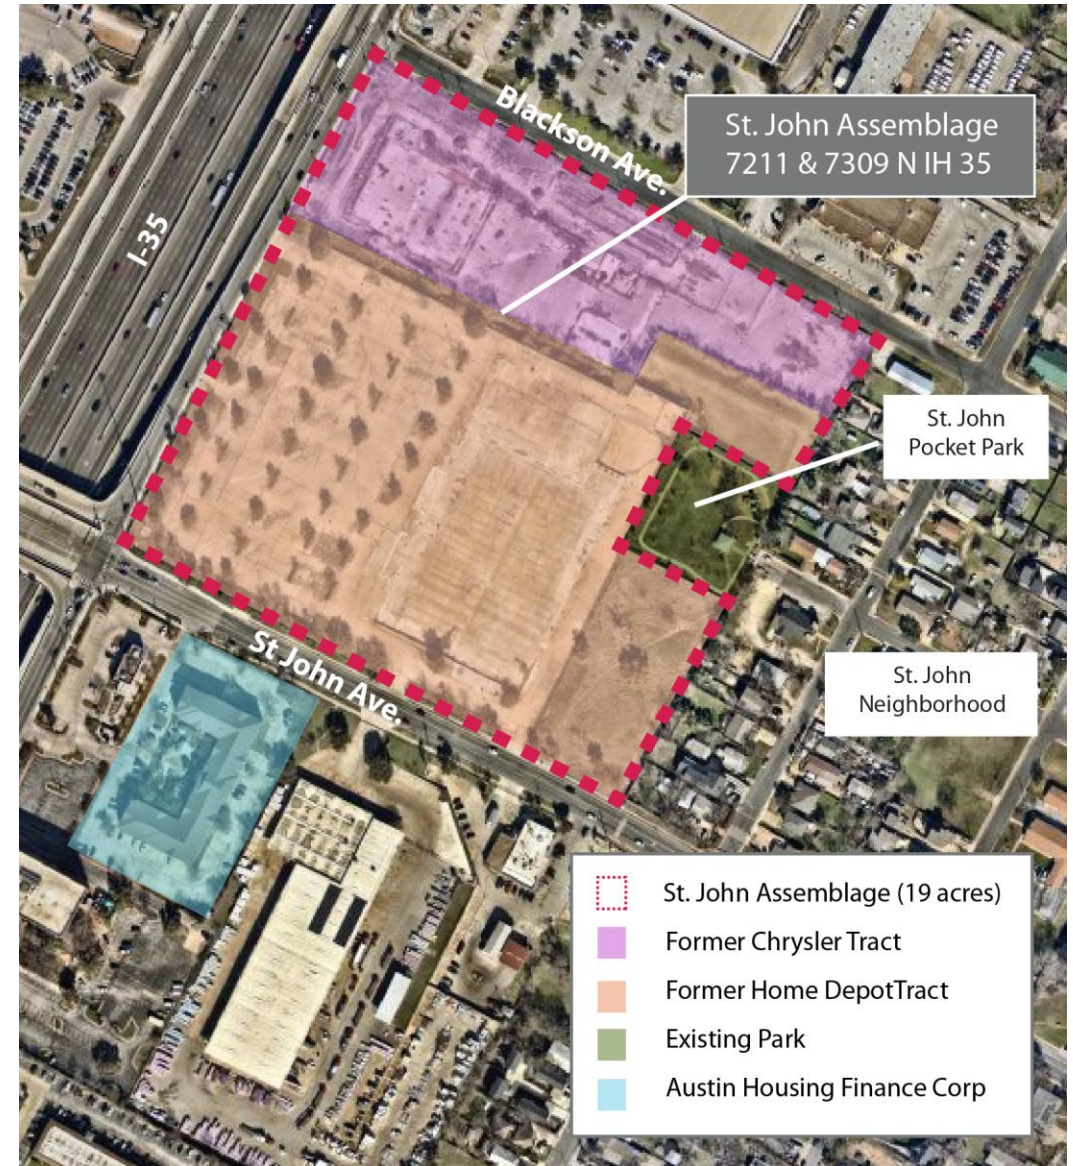 Blackson Ave.
St. John Assemblage
7211 & 7309 N IH 35
I-35
St. John
Pocket Park
St. John
Neighborhood
St John Ave.
St. John Assemblage (19 acres)
Former Chrysler Tract
Former Home DepotTract
Existing Park
Austin Housing Finance Corp